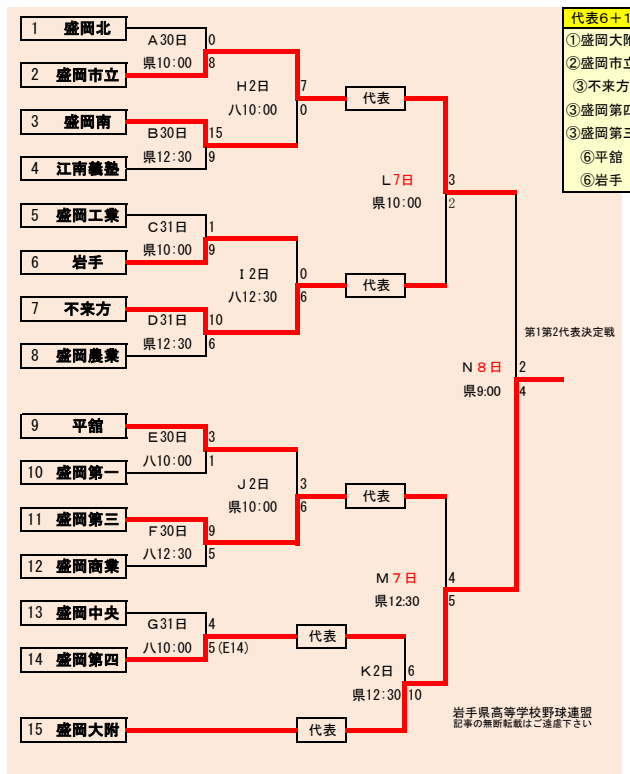 代表6+1
①盛岡大附
②盛岡市立
③不来方
③盛岡第四
③盛岡第三
⑥平舘
⑥岩手
1 盛岡北
A30日 0
県10:00 8
2 盛岡市立
H2日 7
八10:00 0
代表
3 盛岡南
B30日 15
県12:30 9
4 江南義塾
L7日 3
県10:00 2
5 盛岡工業
C31日 1
県10:00 9
6 岩手
I2日 0
八12:30 6
代表
7 不来方
D31日 10
県12:30 6
8 盛岡農業
第1第2代表決定戦
N8日 2
県9:00 4
9 平舘
E30日 3
八10:00 1
10 盛岡第一
J2日 3
県10:00 6
代表
11 盛岡第三
F30日 9
八12:30 5
12 盛岡商業
M7日 4
県12:30 5
13 盛岡中央
G31日 4
八10:00 5(E14)
代表
14 盛岡第四
K2日 6
県12:30 10
15 盛岡大附
代表
岩手県高等学校野球連盟
記事の無断転載はご遠慮下さい